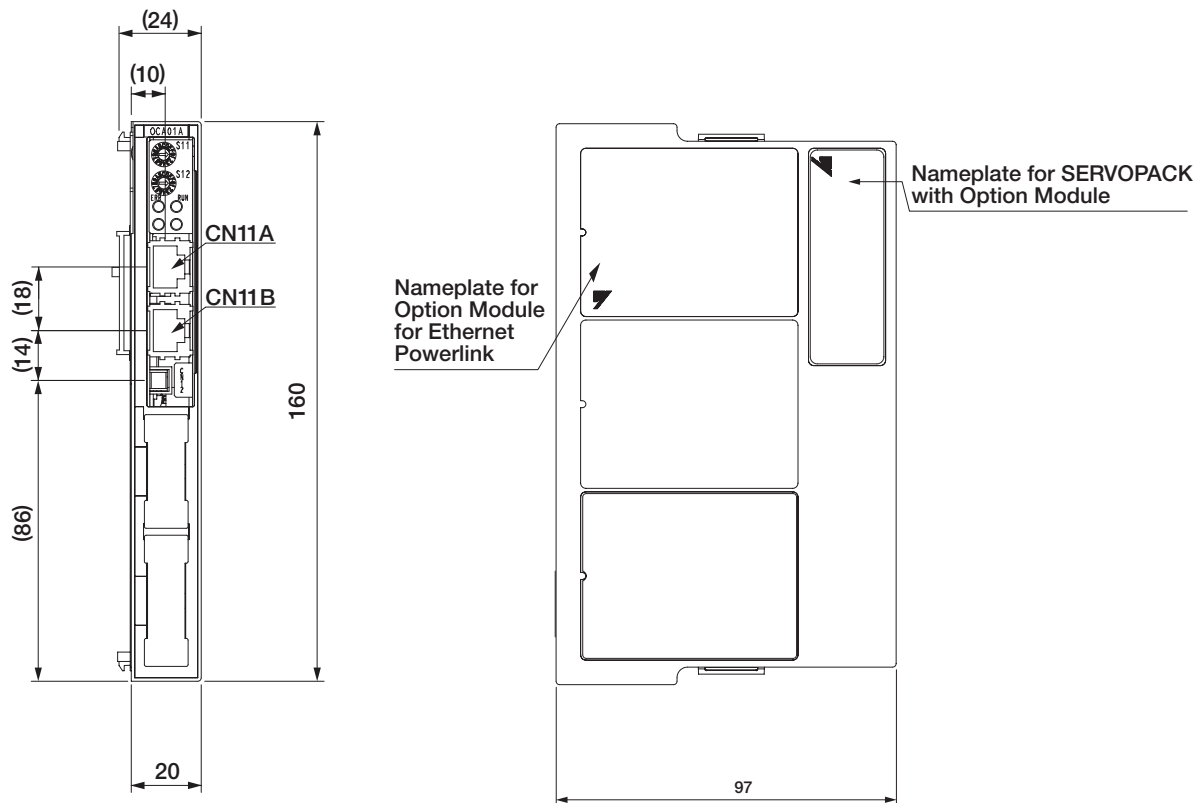 (24)
(10)
OCA01A
S11
S12
ERR RUN
CN11A
CN11B
CN12
(18)
(14)
(86)
160
20
Nameplate for
Option Module
for Ethernet
Powerlink
Nameplate for SERVOPACK
with Option Module
97